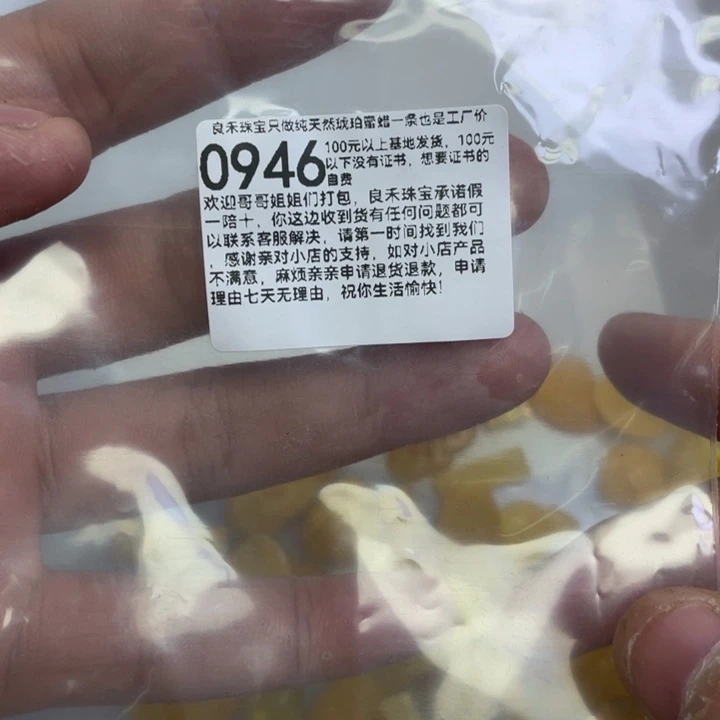 良禾珠宝只做纯天然琥珀蜜蜡一条也是工厂价
0946
100元以上基地发货，100元
以下没有证书，想要证书的
自费
欢迎哥哥姐姐们打包，良禾珠宝承诺假
一陪十，你这边收到货有任何问题都可
以联系客服解决，请第一时间找到我们
，感谢亲对小店的支持，如对小店产品
不满意，麻烦亲亲申请退货退款，申请
理由七天无理由，祝你生活愉快!